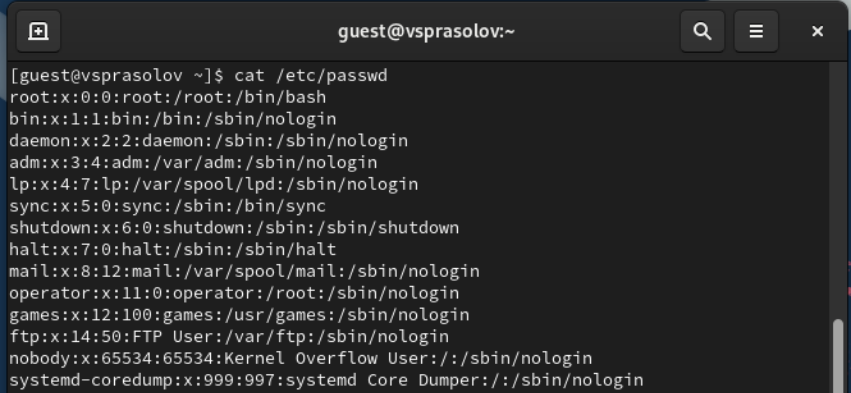 guest@vsprasolov:~
[guest@vsprasolov ~]$ cat /etc/passwd
root:x:0:0:root:/root:/bin/bash
bin:x:1:1:bin:/bin:/sbin/nologin
daemon:x:2:2:daemon:/sbin:/sbin/nologin
adm:x:3:4:adm:/var/adm:/sbin/nologin
lp:x:4:7:lp:/var/spool/lpd:/sbin/nologin
sync:x:5:0:sync:/sbin:/bin/sync
shutdown:x:6:0:shutdown:/sbin:/sbin/shutdown
halt:x:7:0:halt:/sbin:/sbin/halt
mail:x:8:12:mail:/var/spool/mail:/sbin/nologin
operator:x:11:0:operator:/root:/sbin/nologin
games:x:12:100:games:/usr/games:/sbin/nologin
ftp:x:14:50:FTP User:/var/ftp:/sbin/nologin
nobody:x:65534:65534:Kernel Overflow User:/:/sbin/nologin
systemd-coredump:x:999:997:systemd Core Dumper:/:/sbin/nologin